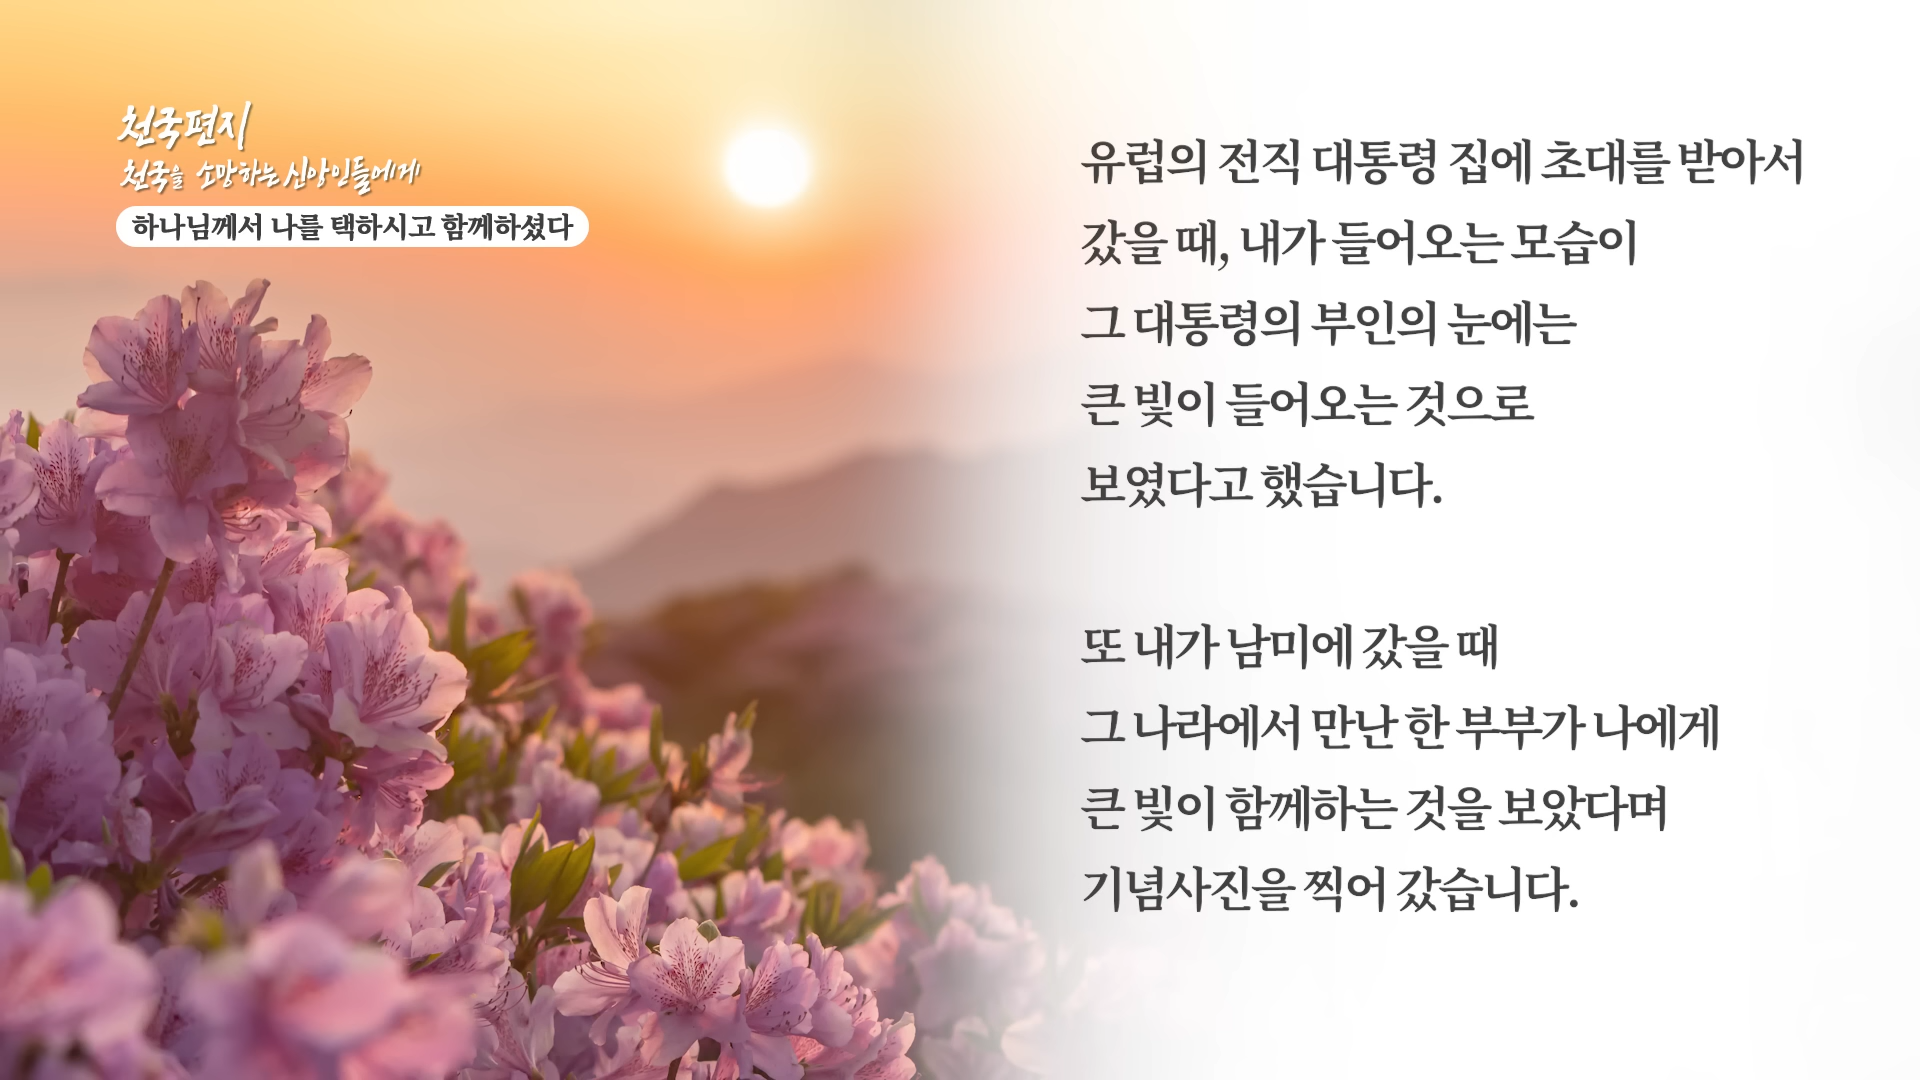 천국편지
천국을 소망하는 신앙인들에게
하나님께서 나를 택하시고 함께하셨다
유럽의 전직 대통령 집에 초대를 받아서
갔을 때, 내가 들어오는 모습이
그 대통령의 부인의 눈에는
큰 빛이 들어오는 것으로
보였다고 했습니다.
또 내가 남미에 갔을 때
그 나라에서 만난 한 부부가 나에게
큰 빛이 함께하는 것을 보았다며
기념사진을 찍어 갔습니다.